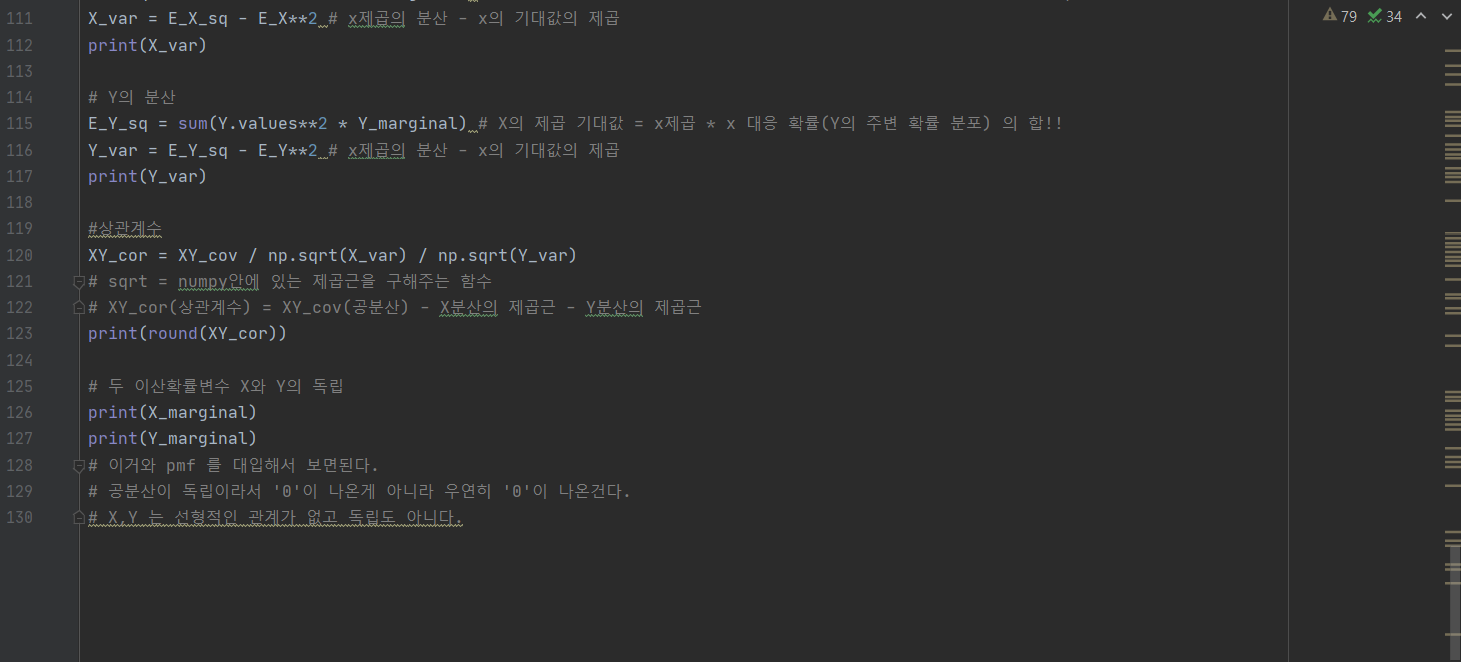 79 34
111 X_var = E_X_sq - E_X**2 # x제곱의 분산 - x의 기대값의 제곱
112 print(X_var)
113
114 # Y의 분산
115 E_Y_sq = sum(Y.values**2 * Y_marginal) # X의 제곱 기대값 = x제곱 * x 대응 확률(Y의 주변 확률 분포) 의 합!!
116 Y_var = E_Y_sq - E_Y**2 # x제곱의 분산 - x의 기대값의 제곱
117 print(Y_var)
118
119 #상관계수
120 XY_cor = XY_cov / np.sqrt(X_var) / np.sqrt(Y_var)
121 # sqrt = numpy안에 있는 제곱근을 구해주는 함수
122 # XY_cor(상관계수) = XY_cov(공분산) - X분산의 제곱근 - Y분산의 제곱근
123 print(round(XY_cor))
124
125 # 두 이산확률변수 X와 Y의 독립
126 print(X_marginal)
127 print(Y_marginal)
128 # 이거와 pmf 를 대입해서 보면된다.
129 # 공분산이 독립이라서 '0'이 나온게 아니라 우연히 '0'이 나온건다.
130 # X,Y 는 선형적인 관계가 없고 독립도 아니다.